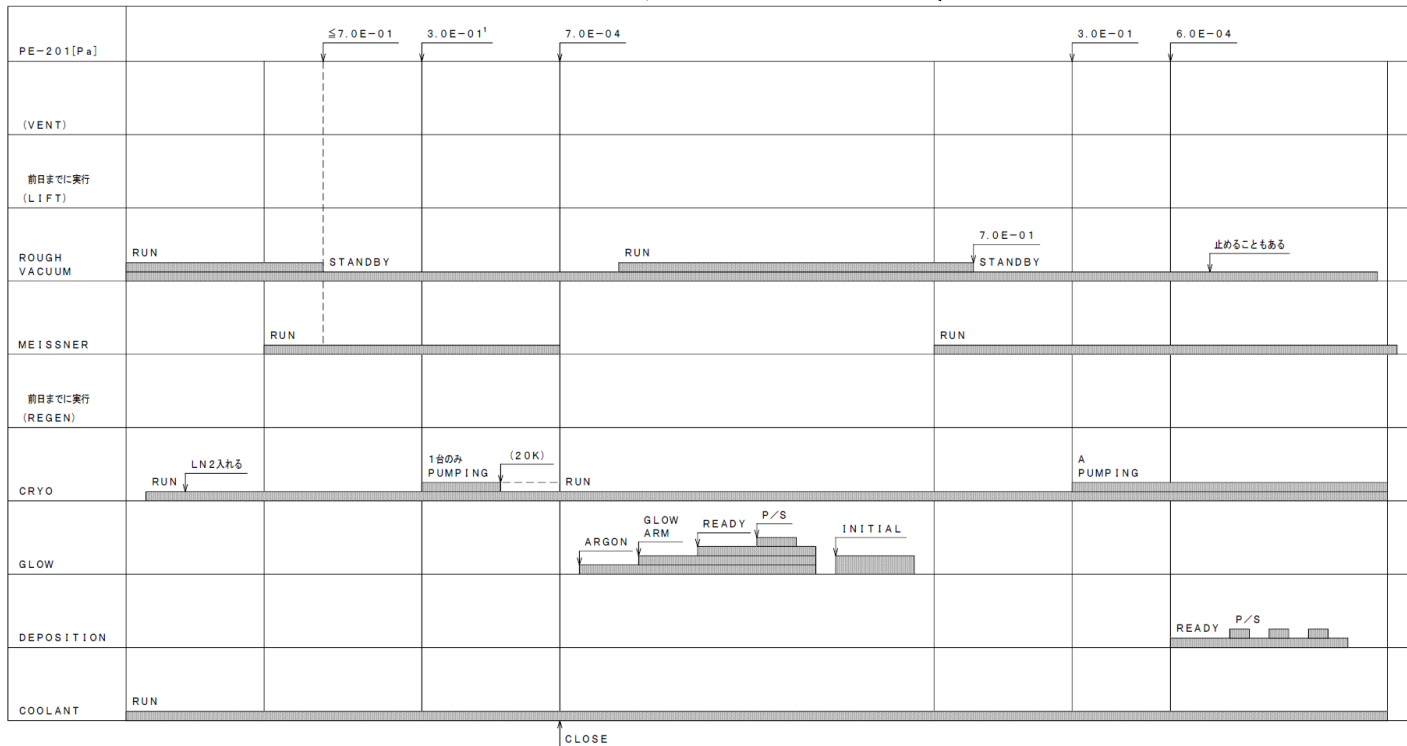 PE-201[Pa]
≦7.0E-01
3.0E-01¹
7.0E-04
3.0E-01
6.0E-04
(VENT)
前日までに実行
(LIFT)
ROUGH
VACUUM
RUN
STANDBY
RUN
7.0E-01
STANDBY
止めることもある
MEISSNER
RUN
RUN
前日までに実行
(REGEN)
CRYO
RUN
LN2入れる
1台のみ
PUMPING
(20K)
RUN
A
PUMPING
GLOW
ARGON
GLOW
ARM
READY
P/S
INITIAL
DEPOSITION
READY
P/S
COOLANT
RUN
CLOSE